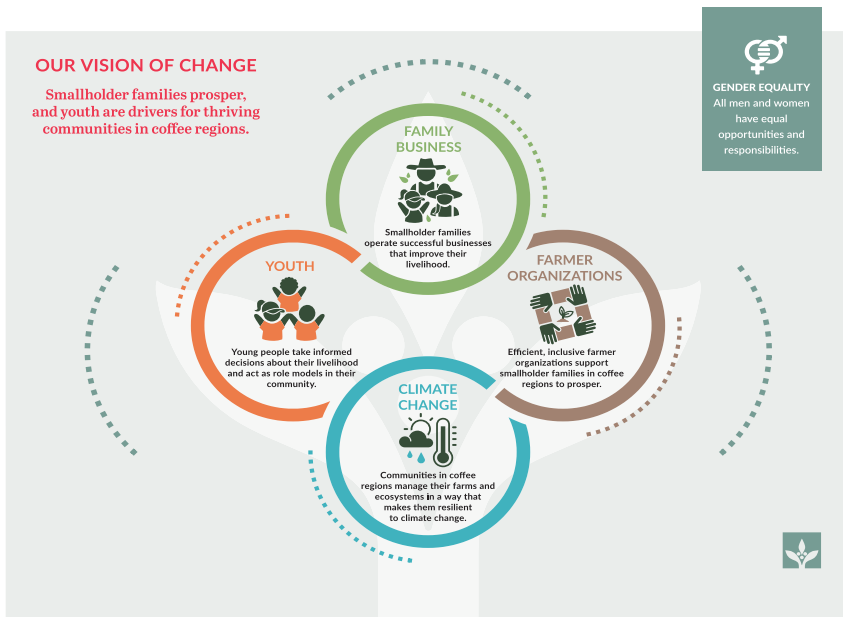 OUR VISION OF CHANGE
Smallholder families prosper,
and youth are drivers for thriving
communities in coffee regions.
GENDER EQUALITY
All men and women
have equal
opportunities and
responsibilities.
FAMILY
BUSINESS
Smallholder families
operate successful businesses
that improve their
livelihood.
YOUTH
Young people take informed
decisions about their livelihood
and act as role models in their
community.
FARMER
ORGANIZATIONS
Efficient, inclusive farmer
organizations support
smallholder families in coffee
regions to prosper.
CLIMATE
CHANGE
Communities in coffee
regions manage their farms and
ecosystems in a way that
makes them resilient
to climate change.